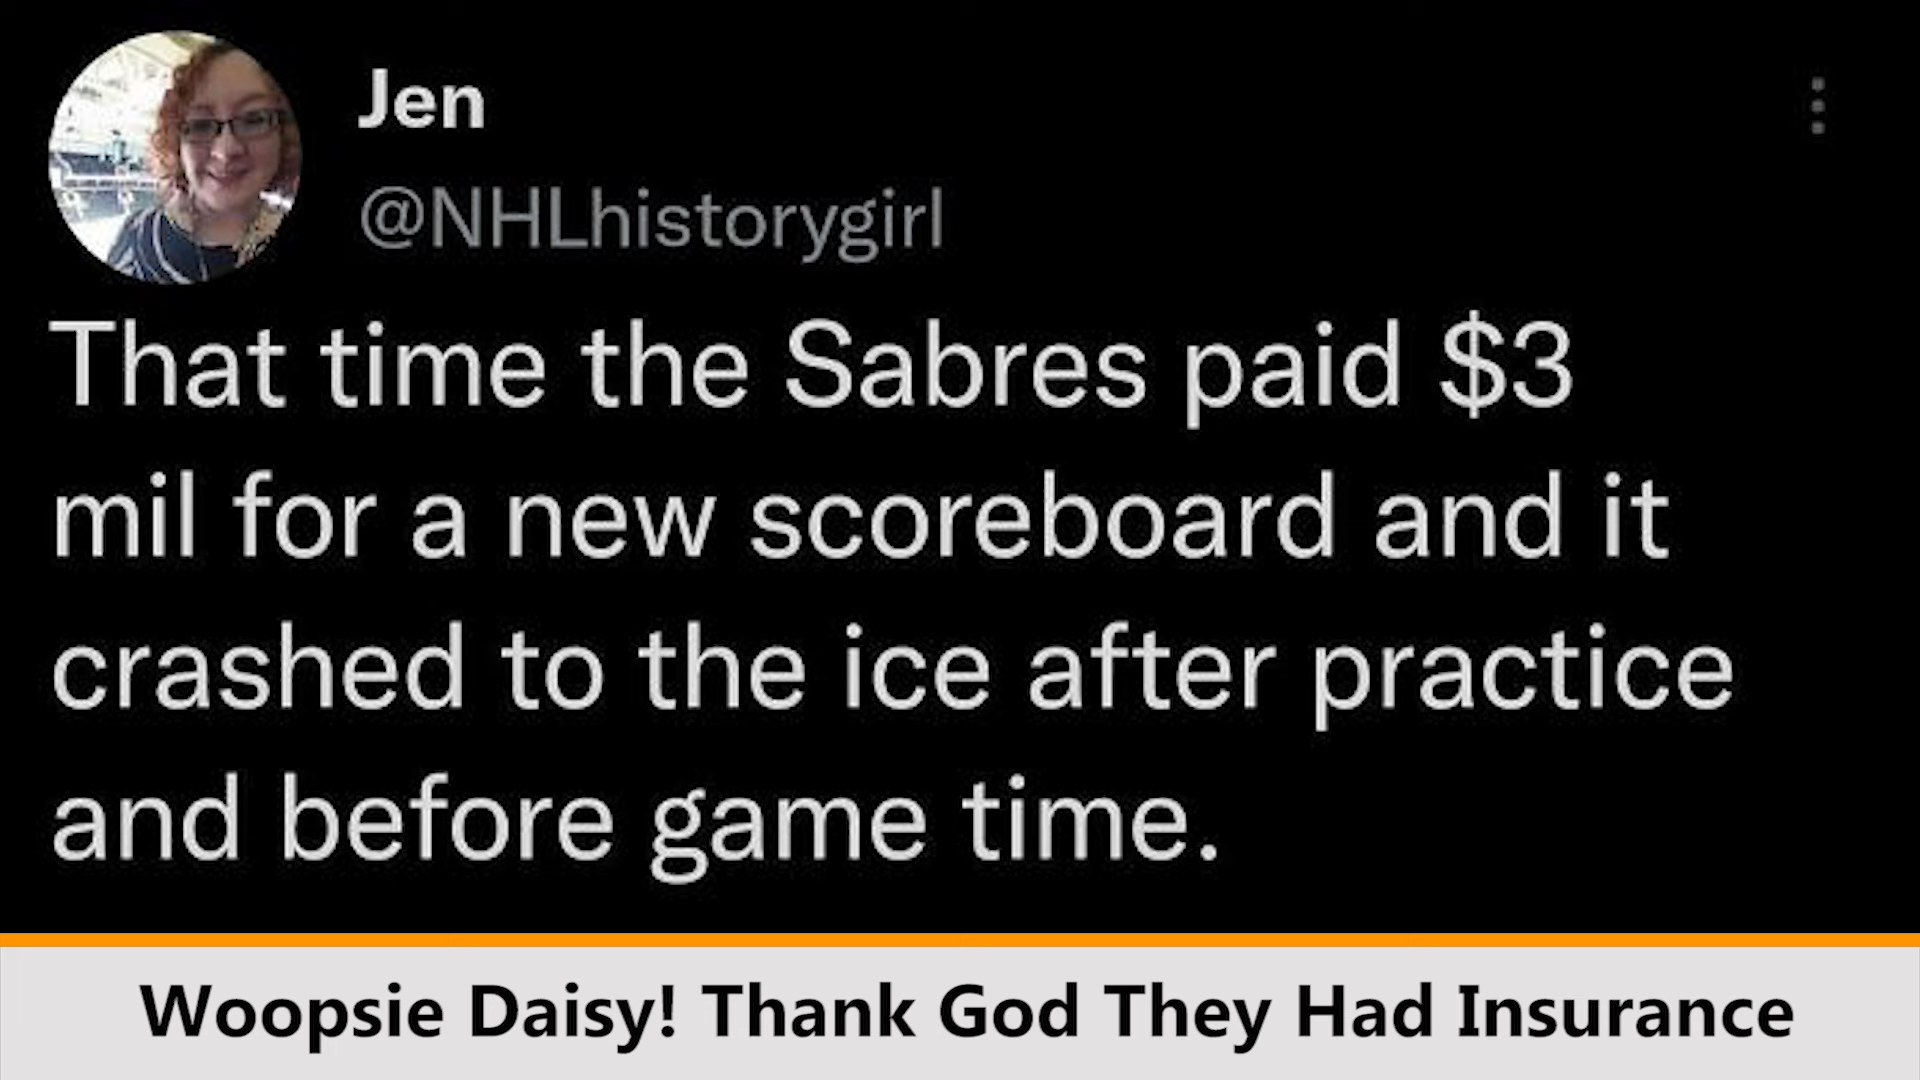 Jen
@NHLhistorygirl
That time the Sabres paid $3
mil for a new scoreboard and it
crashed to the ice after practice
and before game time.
Woopsie Daisy! Thank God They Had Insurance